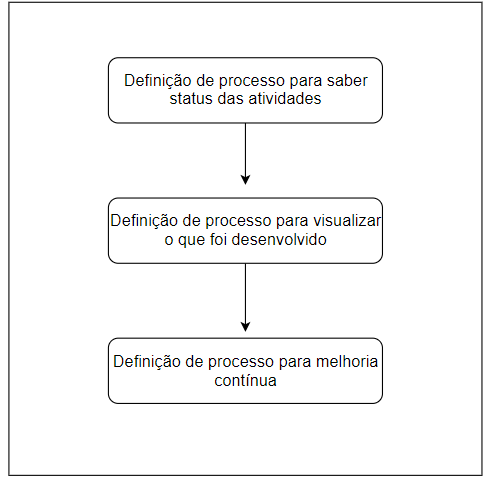 Definição de processo para saber
status das atividades
Definição de processo para visualizar
o que foi desenvolvido
Definição de processo para melhoria
contínua